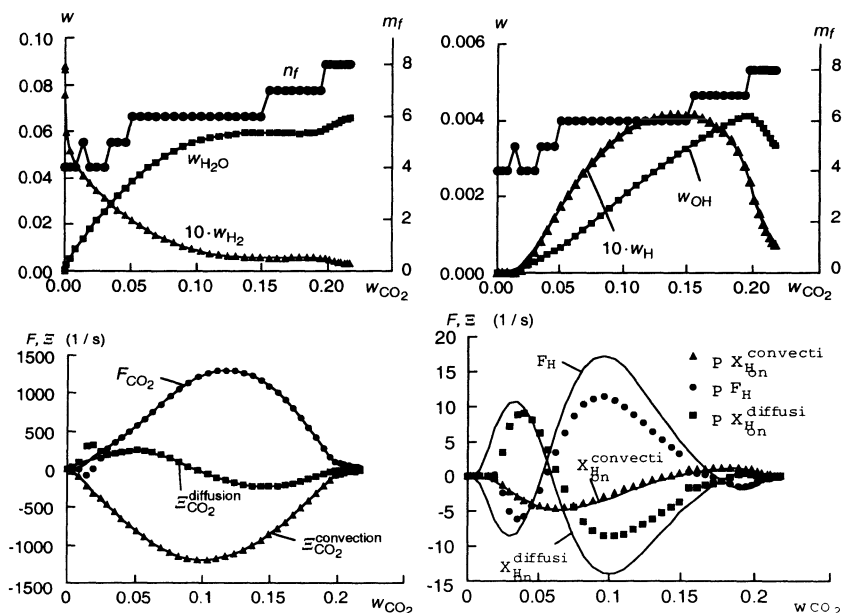 w
m_f
0.10
0.08
0.06
0.04
0.02
0.00
8
6
4
2
0
n_f
w_H2O
10·w_H2
0.00 0.05 0.10 0.15 0.20
w_CO2
w
m_f
0.006
0.004
0.002
0.000
8
6
4
2
0
w_OH
10·w_H
0.00 0.05 0.10 0.15 0.20
w_CO2
F, Ξ (1 / s)
1500
1000
500
0
-500
-1000
-1500
F_CO2
Ξ_CO2^diffusion
Ξ_CO2^convection
0.00 0.05 0.10 0.15 0.2
w_CO2
F, Ξ (1 / s)
20
15
10
5
0
-5
-10
-15
F_H
p X_H^convecti
on
p F_H
p X_H^diffusi
on
X_H^convecti
on
X_H^diffusi
on
0.00 0.05 0.10 0.15 0.2
w CO2